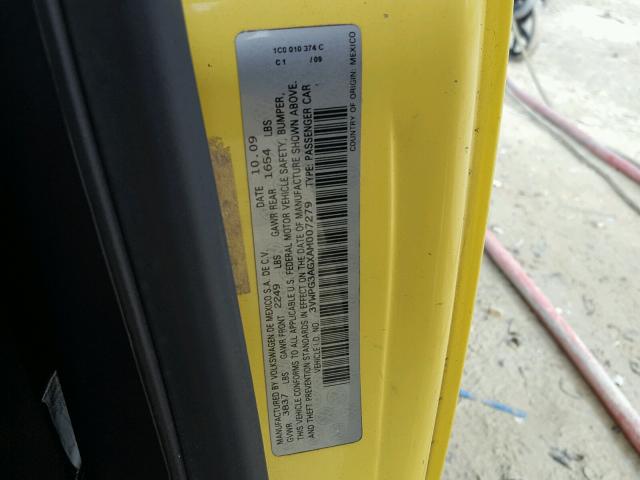 1C0 010 374 C
C 1 / 09
MANUFACTURED BY VOLKSWAGEN DE MEXICO S.A. DE C.V. DATE 10.09
GVWR 3837 LBS GAWR FRONT 2249 LBS GAWR REAR 1654 LBS
THIS VEHICLE CONFORMS TO ALL APPLICABLE U.S. FEDERAL MOTOR VEHICLE SAFETY, BUMPER,
AND THEFT PREVENTION STANDARDS IN EFFECT ON THE DATE OF MANUFACTURE SHOWN ABOVE.
VEHICLE I.D. NO.: 3VWPG3AGXAM007279 TYPE: PASSENGER CAR
COUNTRY OF ORIGIN: MEXICO